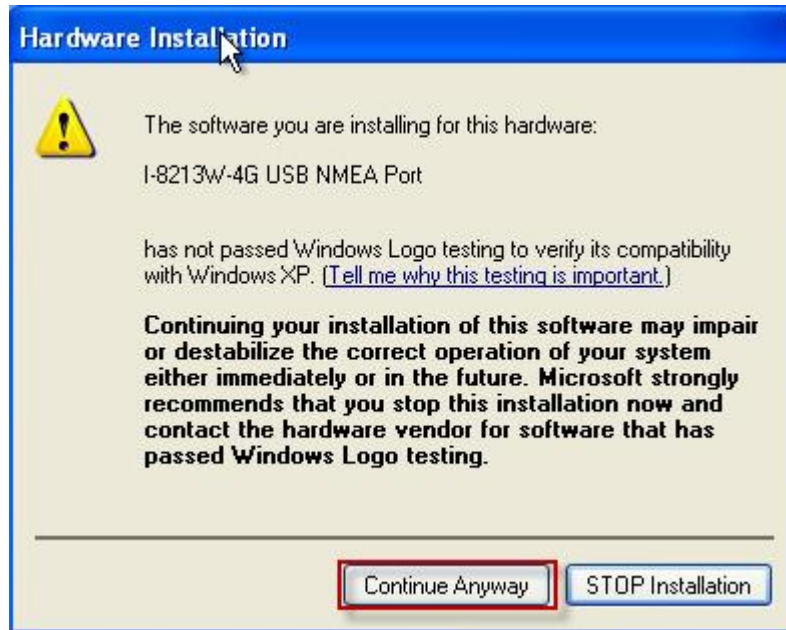 Hardware Installation
The software you are installing for this hardware:
I-8213W-4G USB NMEA Port
has not passed Windows Logo testing to verify its compatibility
with Windows XP. (Tell me why this testing is important.)
Continuing your installation of this software may impair
or destabilize the correct operation of your system
either immediately or in the future. Microsoft strongly
recommends that you stop this installation now and
contact the hardware vendor for software that has
passed Windows Logo testing.
Continue Anyway
STOP Installation